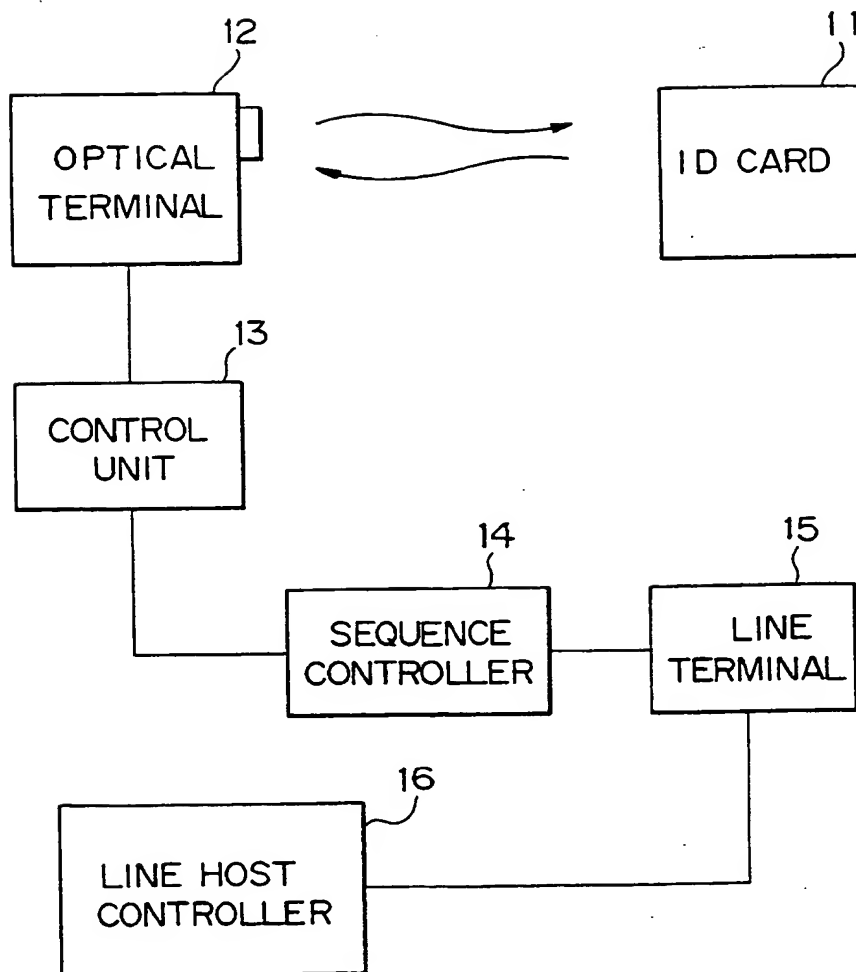 12
11
OPTICAL
TERMINAL
ID CARD
13
CONTROL
UNIT
14
15
SEQUENCE
CONTROLLER
LINE
TERMINAL
16
LINE HOST
CONTROLLER